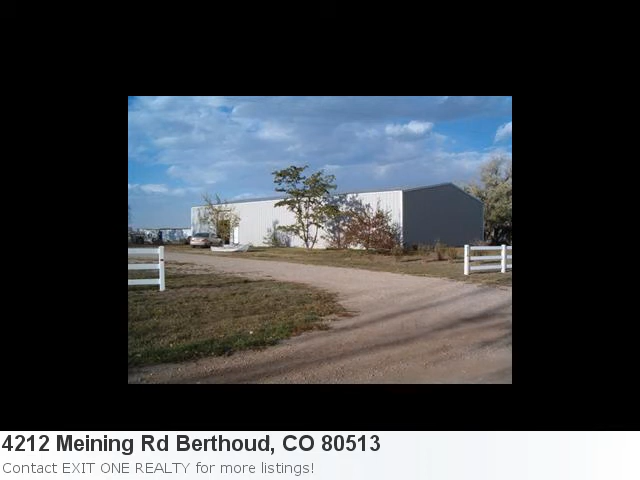 4212 Meining Rd Berthoud, CO 80513
Contact EXIT ONE REALTY for more listings!